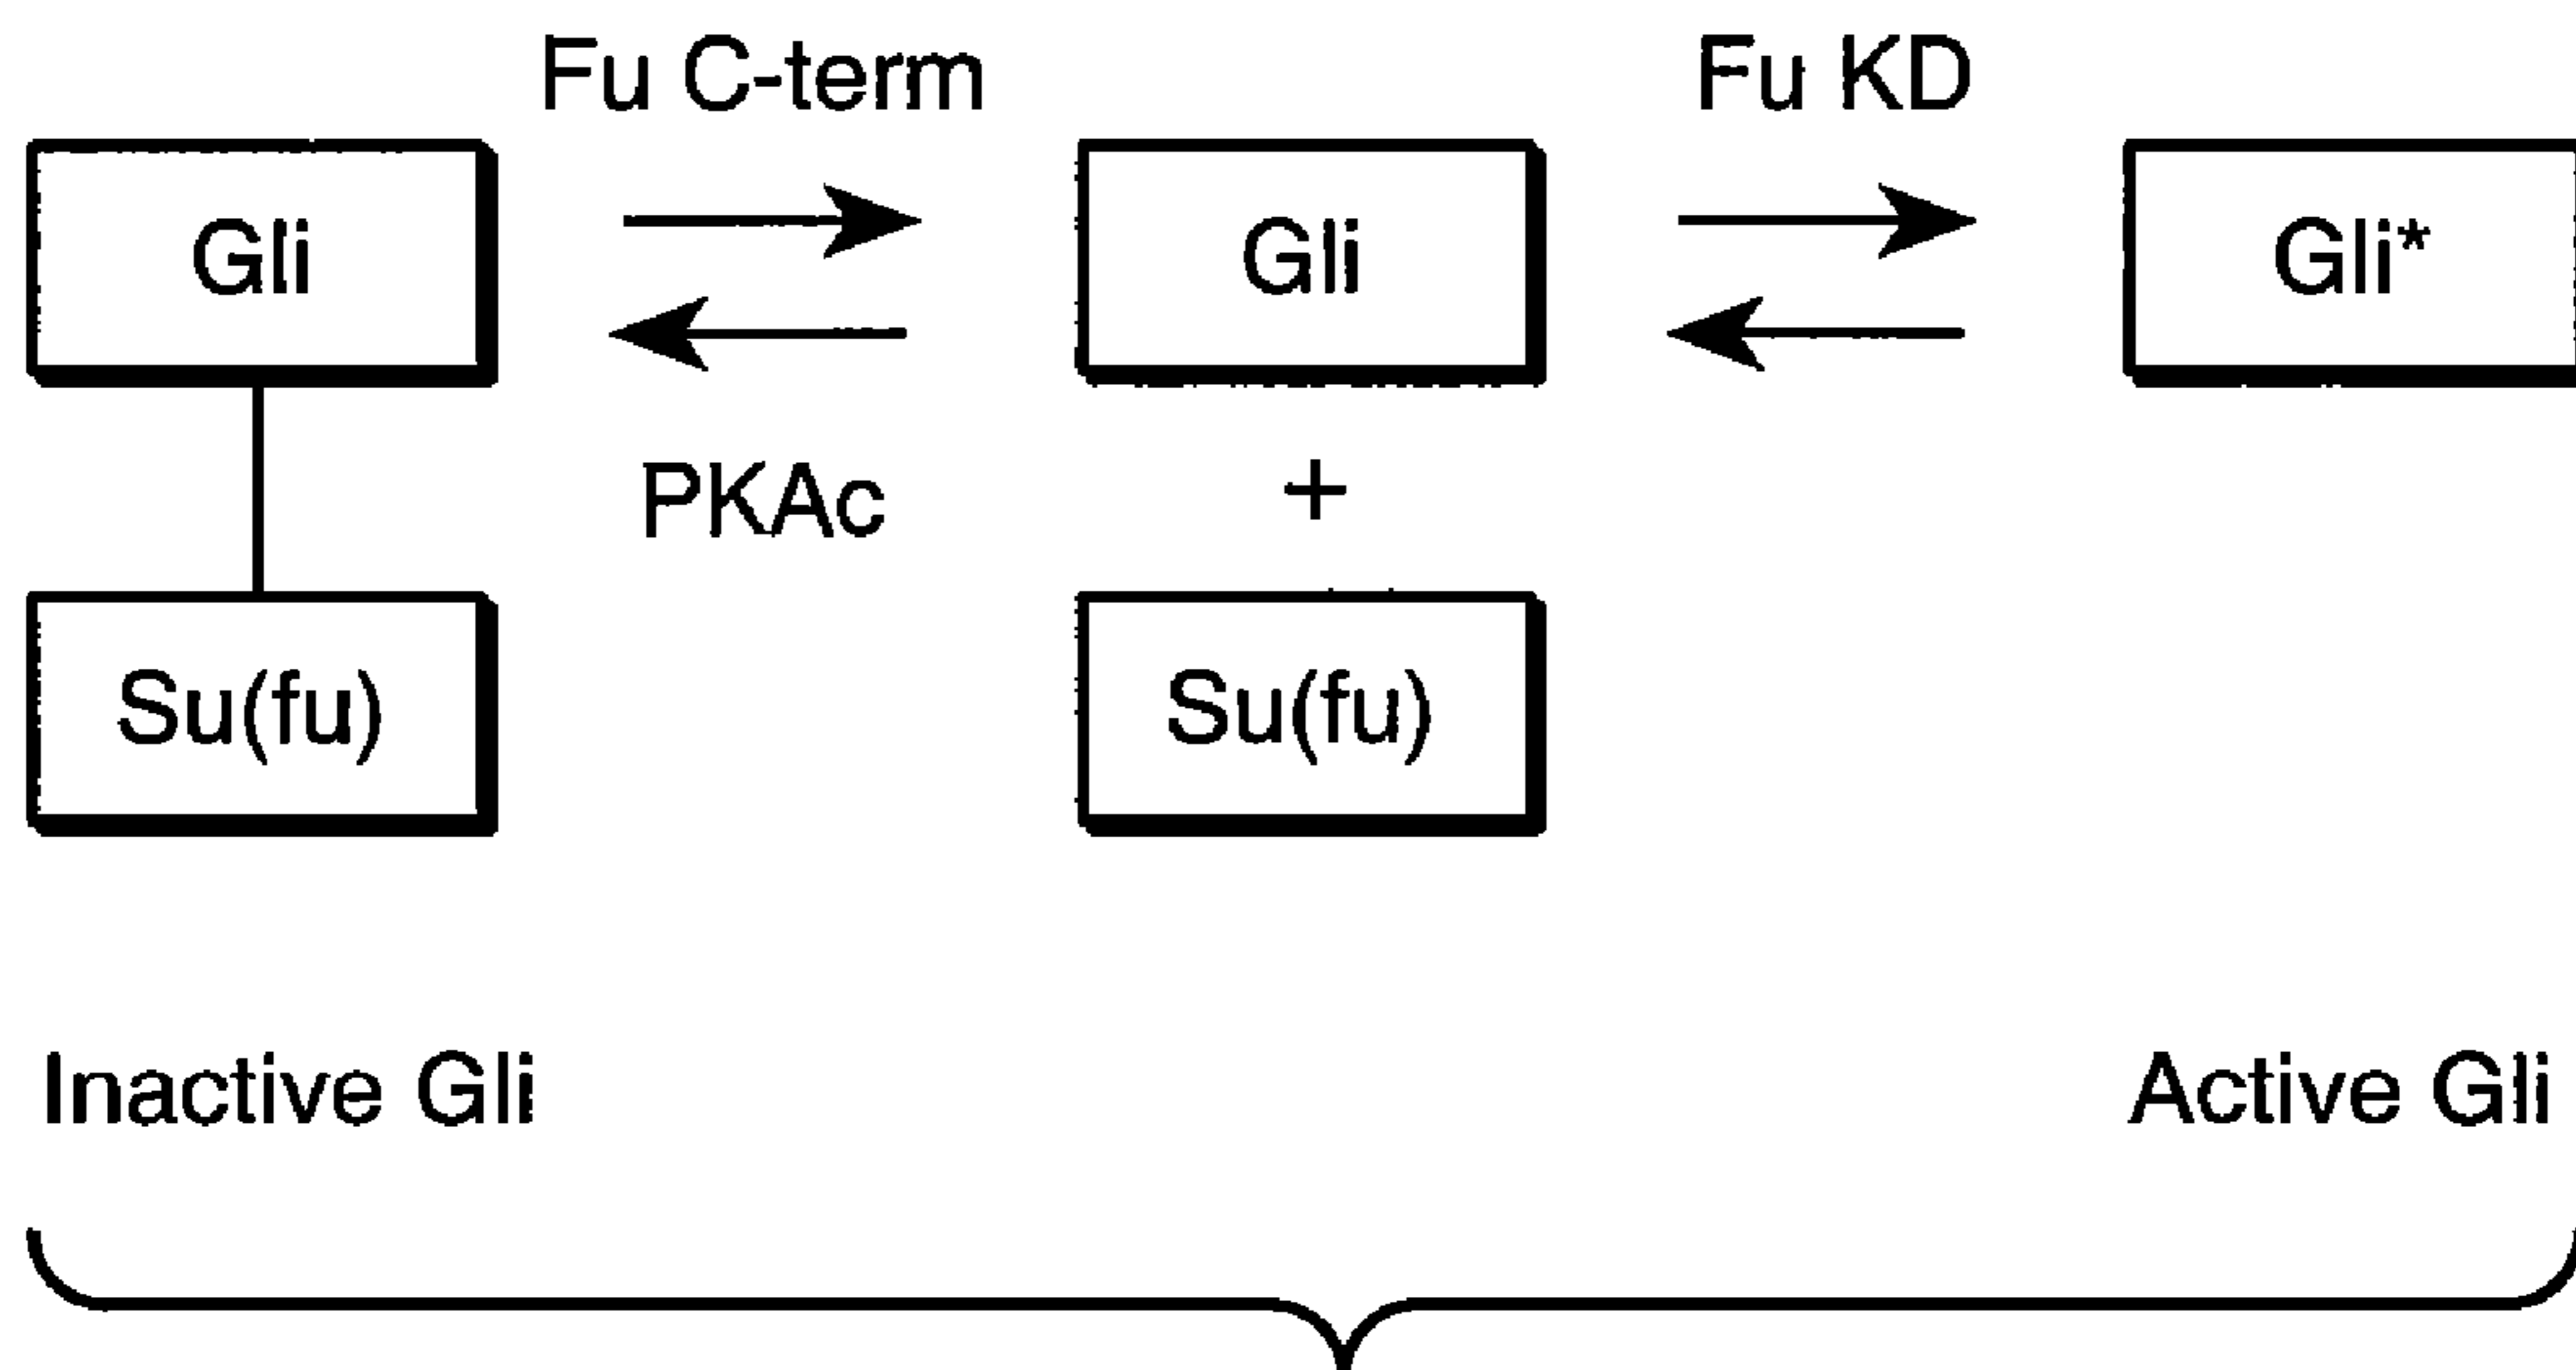 Fu C-term Fu KD
Gli Gli Gli*
PKAc +
Su(fu) Su(fu)
Inactive Gli Active Gli